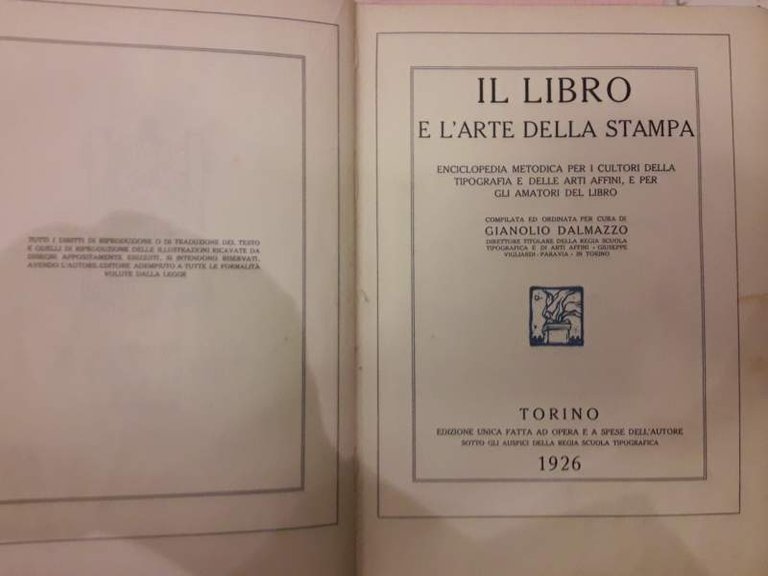 TUTTI I DIRITTI DI RIPRODUZIONE O DI TRADUZIONE DEL TESTO
E QUELLI DI RIPRODUZIONE DELLE ILLUSTRAZIONI RICAVATE DA
DISEGNI APPOSITAMENTE ESEGUITI, SI INTENDONO RISERVATI,
AVENDO L'AUTORE EDITORE ADEMPIUTO A TUTTE LE FORMALITÀ
VOLUTE DALLA LEGGE
IL LIBRO
E L'ARTE DELLA STAMPA
ENCICLOPEDIA METODICA PER I CULTORI DELLA
TIPOGRAFIA E DELLE ARTI AFFINI, E PER
GLI AMATORI DEL LIBRO
COMPILATA ED ORDINATA PER CURA DI
GIANOLIO DALMAZZO
DIRETTORE TITOLARE DELLA REGIA SCUOLA
TIPOGRAFICA E DI ARTI AFFINI - GIUSEPPE
VIGLIARDI - PARAVIA - IN TORINO
TORINO
EDIZIONE UNICA FATTA AD OPERA E A SPESE DELL'AUTORE
SOTTO GLI AUSPICI DELLA REGIA SCUOLA TIPOGRAFICA
1926